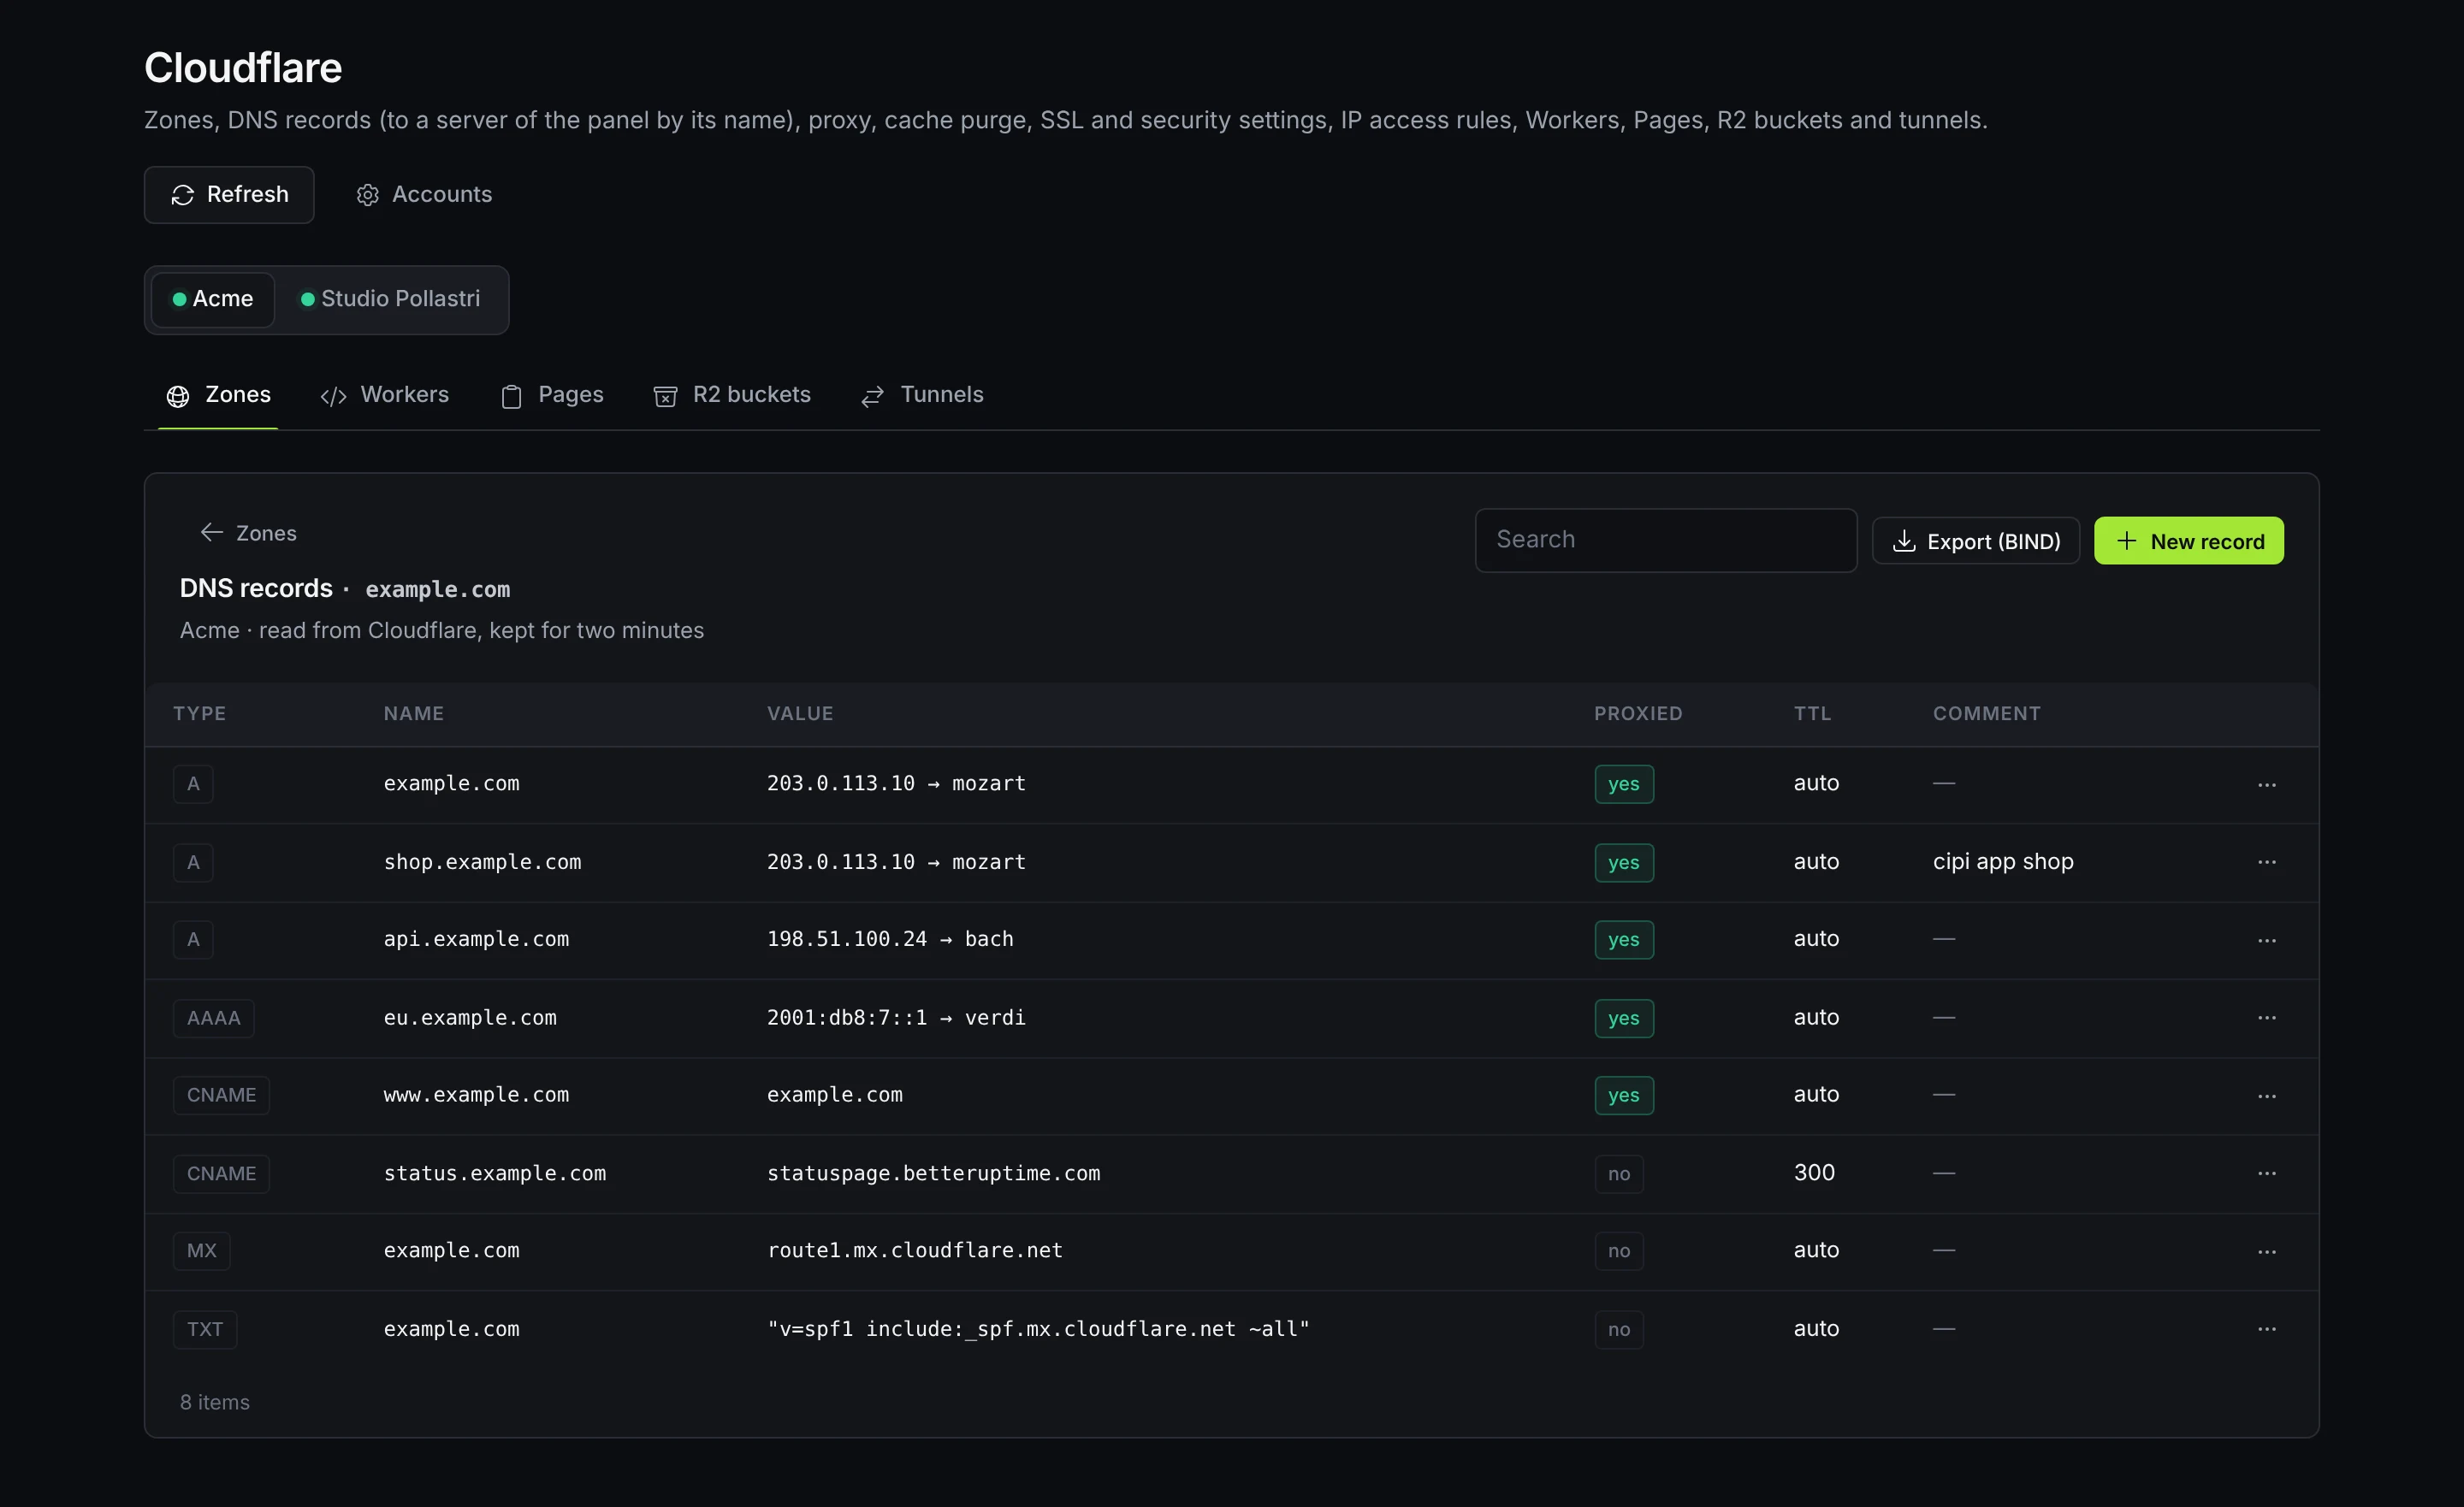 Cloudflare
Zones, DNS records (to a server of the panel by its name), proxy, cache purge, SSL and security settings, IP access rules, Workers, Pages, R2 buckets and tunnels.
Refresh Accounts
Acme Studio Pollastri
Zones Workers Pages R2 buckets Tunnels
Zones Search Export (BIND) New record
DNS records · example.com
Acme · read from Cloudflare, kept for two minutes
TYPE NAME VALUE PROXIED TTL COMMENT
A example.com 203.0.113.10 → mozart yes auto — ...
A shop.example.com 203.0.113.10 → mozart yes auto cipi app shop ...
A api.example.com 198.51.100.24 → bach yes auto — ...
AAAA eu.example.com 2001:db8:7::1 → verdi yes auto — ...
CNAME www.example.com example.com yes auto — ...
CNAME status.example.com statuspage.betteruptime.com no 300 — ...
MX example.com route1.mx.cloudflare.net no auto — ...
TXT example.com "v=spf1 include:_spf.mx.cloudflare.net ~all" no auto — ...
8 items